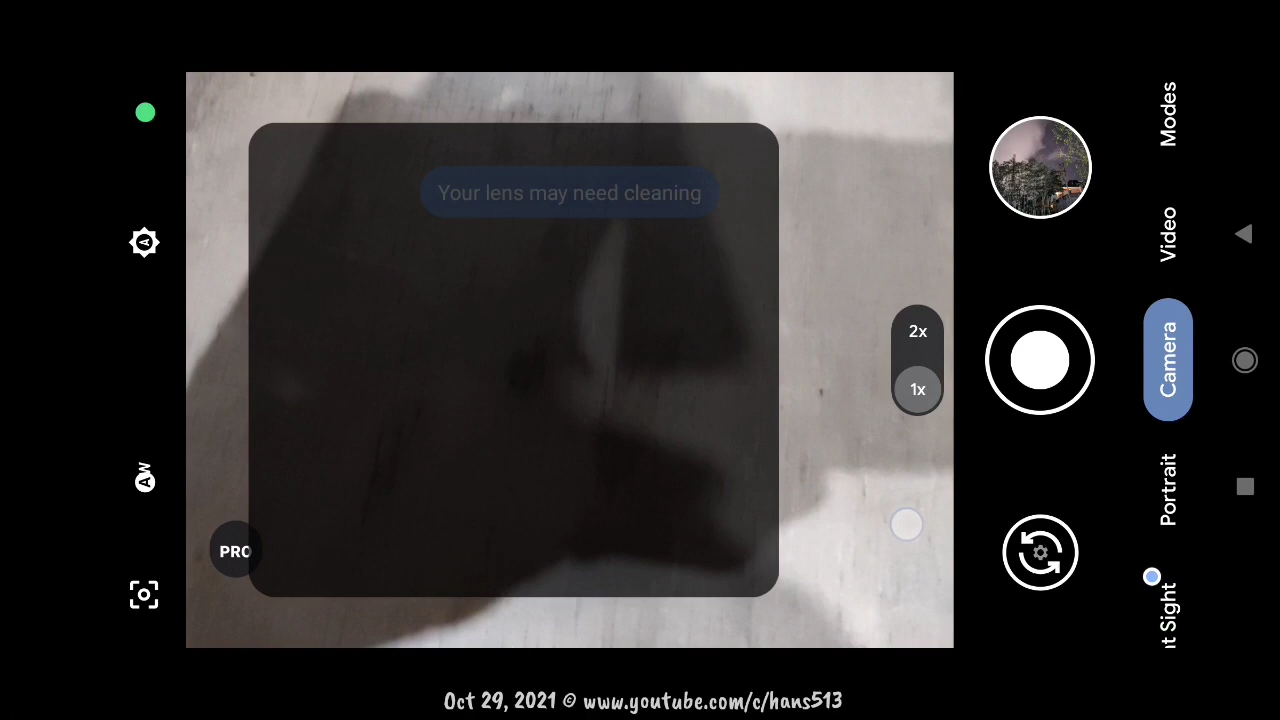 Your lens may need cleaning
2x
1x
PRO
A
AW
Modes
Video
Camera
Portrait
t Sight
Oct 29, 2021 © www.youtube.com/c/hans513